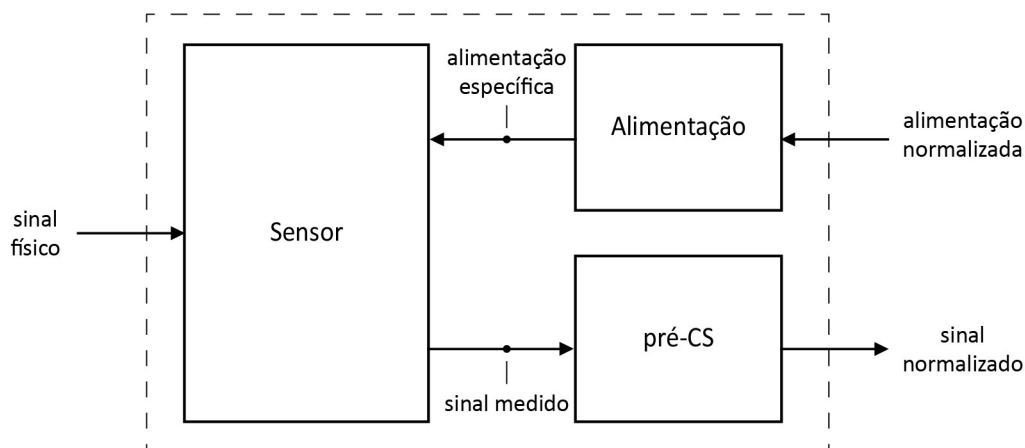 alimentação
específica
Alimentação
alimentação
normalizada
sinal
físico
Sensor
pré-CS
sinal
normalizado
sinal medido